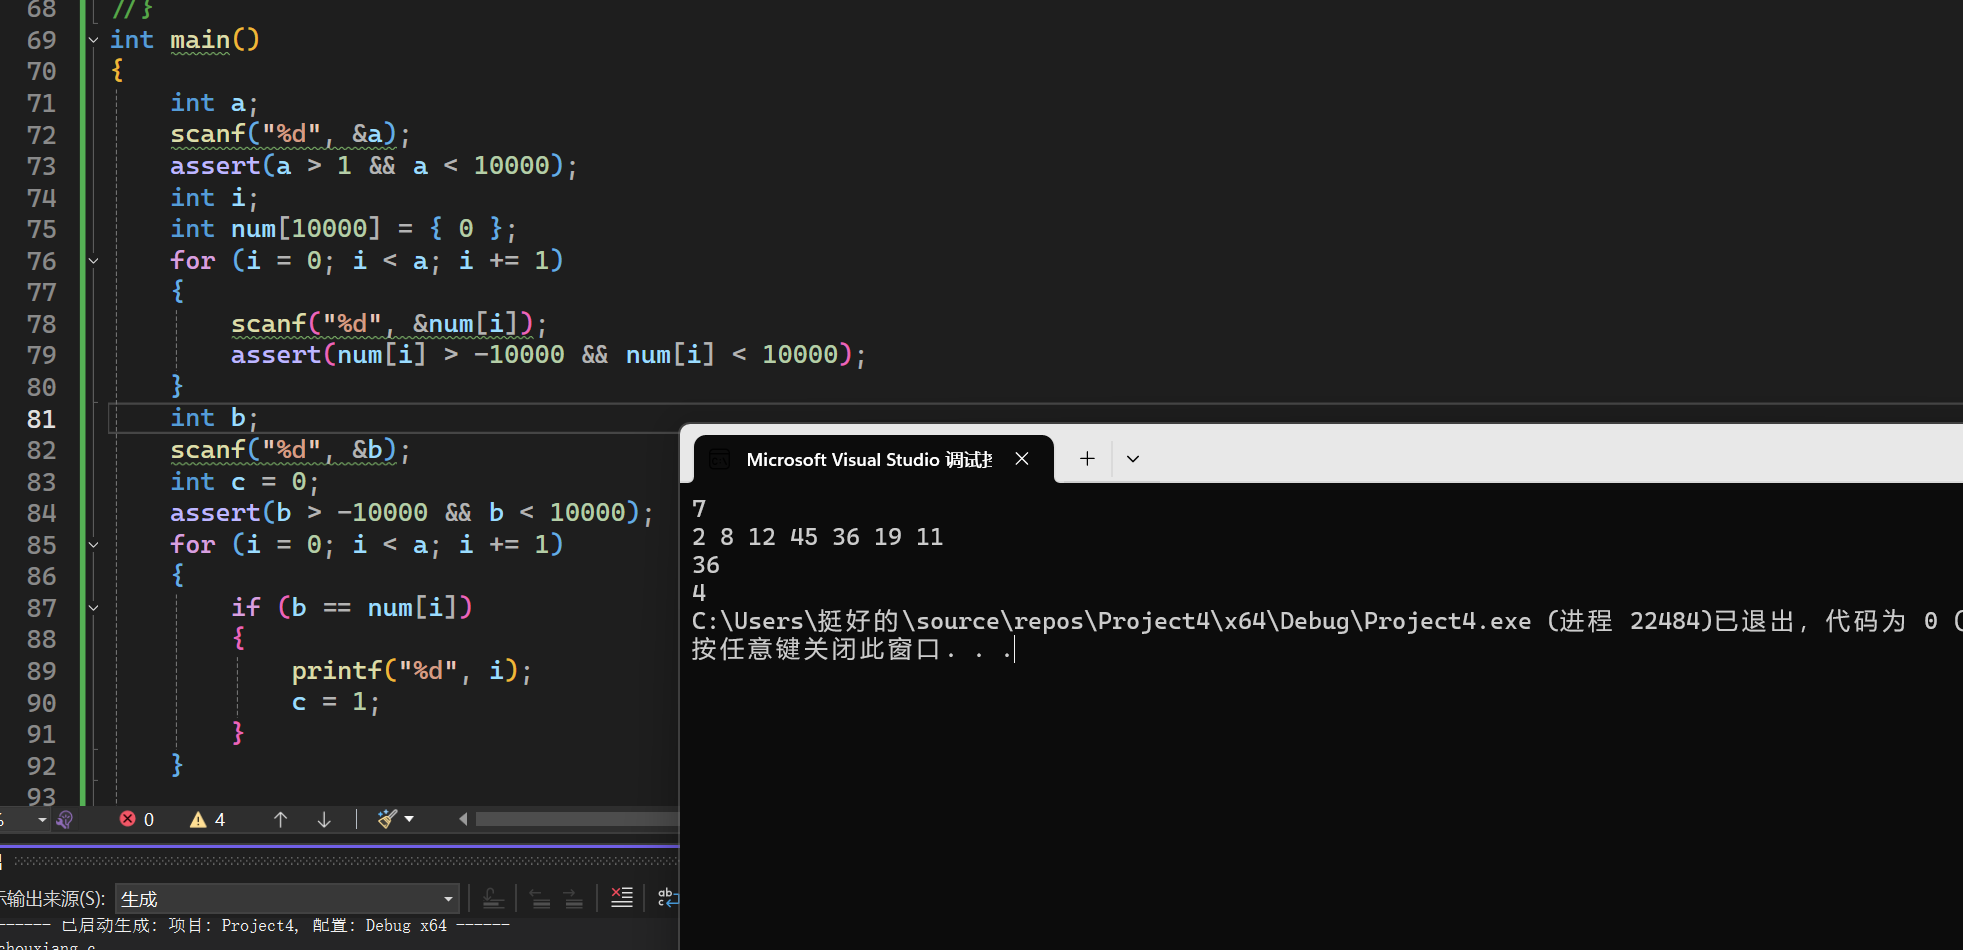 68 //}
69 int main()
70 {
71 int a;
72 scanf("%d", &a);
73 assert(a > 1 && a < 10000);
74 int i;
75 int num[10000] = { 0 };
76 for (i = 0; i < a; i += 1)
77 {
78 scanf("%d", &num[i]);
79 assert(num[i] > -10000 && num[i] < 10000);
80 }
81 int b;
82 scanf("%d", &b);
83 int c = 0;
84 assert(b > -10000 && b < 10000);
85 for (i = 0; i < a; i += 1)
86 {
87 if (b == num[i])
88 {
89 printf("%d", i);
90 c = 1;
91 }
92 }
93
Microsoft Visual Studio 调试
7
2 8 12 45 36 19 11
36
4
C:\Users\挺好的\source\repos\Project4\x64\Debug\Project4.exe (进程 22484)已退出，代码为 0 (
按任意键关闭此窗口. . .
0 4
输出来源(S): 生成
------ 已启动生成: 项目: Project4, 配置: Debug x64 ------